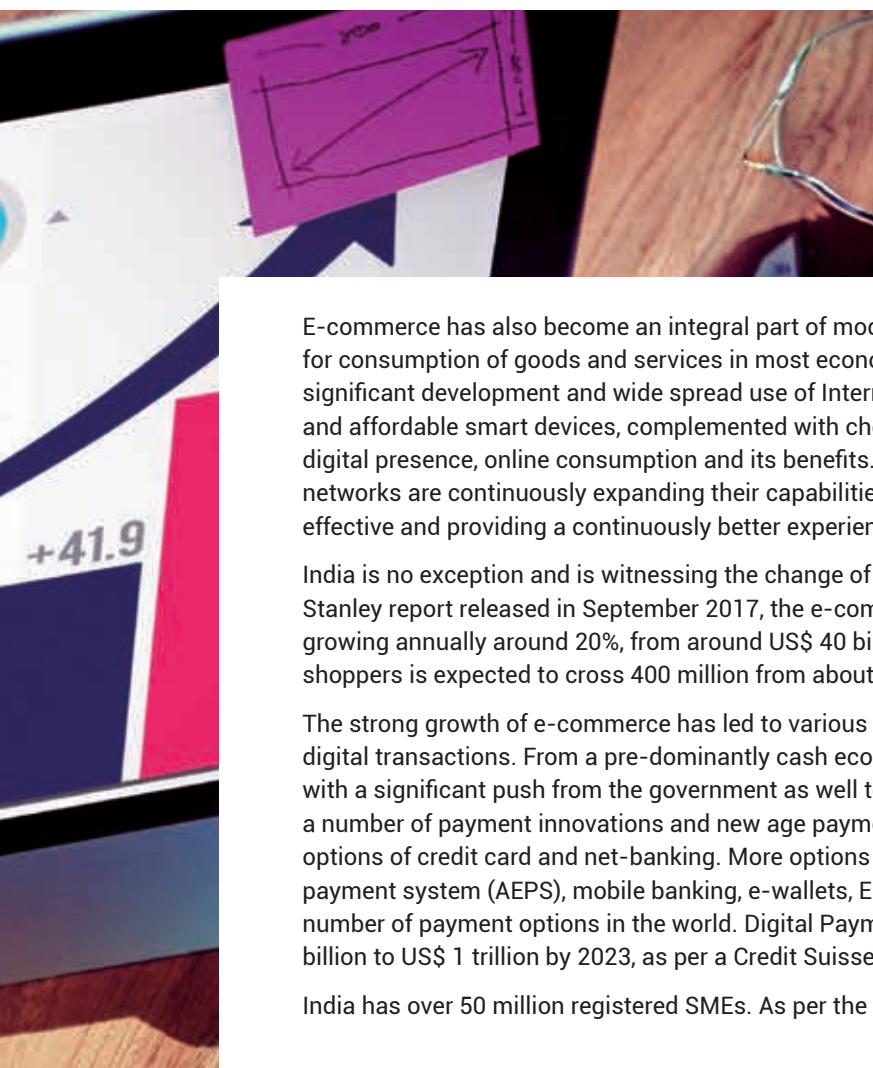 +41.9
E-commerce has also become an integral part of mod
for consumption of goods and services in most econo
significant development and wide spread use of Intern
and affordable smart devices, complemented with che
digital presence, online consumption and its benefits.
networks are continuously expanding their capabilitie
effective and providing a continuously better experien
India is no exception and is witnessing the change of
Stanley report released in September 2017, the e-com
growing annually around 20%, from around US$ 40 bi
shoppers is expected to cross 400 million from about
The strong growth of e-commerce has led to various
digital transactions. From a pre-dominantly cash eco
with a significant push from the government as well t
a number of payment innovations and new age payme
options of credit card and net-banking. More options
payment system (AEPS), mobile banking, e-wallets, E
number of payment options in the world. Digital Paym
billion to US$ 1 trillion by 2023, as per a Credit Suisse
India has over 50 million registered SMEs. As per the